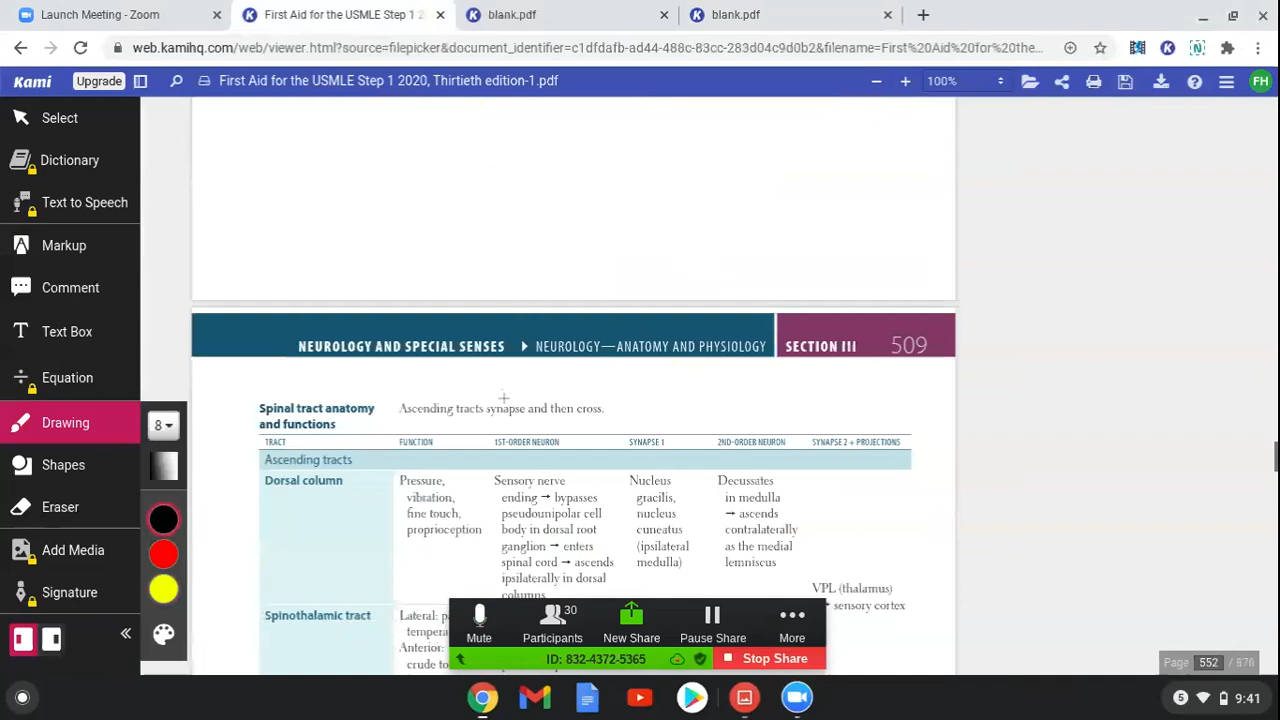 Launch Meeting - Zoom
First Aid for the USMLE Step 1 2
blank.pdf
blank.pdf
web.kamihq.com/web/viewer.html?source=filepicker&document_identifier=c1dfdafb-ad44-488c-83cc-283d04c9d0b2&filename=First%20Aid%20for%20the...
Kami
Upgrade
First Aid for the USMLE Step 1 2020, Thirtieth edition-1.pdf
100%
FH
Select
Dictionary
Text to Speech
Markup
Comment
Text Box
Equation
Drawing
8
Shapes
Eraser
Add Media
Signature
NEUROLOGY AND SPECIAL SENSES ▶ NEUROLOGY—ANATOMY AND PHYSIOLOGY SECTION III 509
Spinal tract anatomy
and functions
Ascending tracts synapse and then cross.
TRACT FUNCTION 1ST-ORDER NEURON SYNAPSE 1 2ND-ORDER NEURON SYNAPSE 2 + PROJECTIONS
Ascending tracts
Dorsal column
Pressure,
vibration,
fine touch,
proprioception
Sensory nerve
ending → bypasses
pseudounipolar cell
body in dorsal root
ganglion → enters
spinal cord → ascends
ipsilaterally in dorsal
columns
Nucleus
gracilis,
nucleus
cuneatus
(ipsilateral
medulla)
Decussates
in medulla
→ ascends
contralaterally
as the medial
lemniscus
VPL (thalamus)
sensory cortex
Spinothalamic tract
Lateral:
Anterior:
Mute
30
Participants
New Share
Pause Share
More
ID: 832-4372-5365
Stop Share
Page 552 / 876
5
9:41